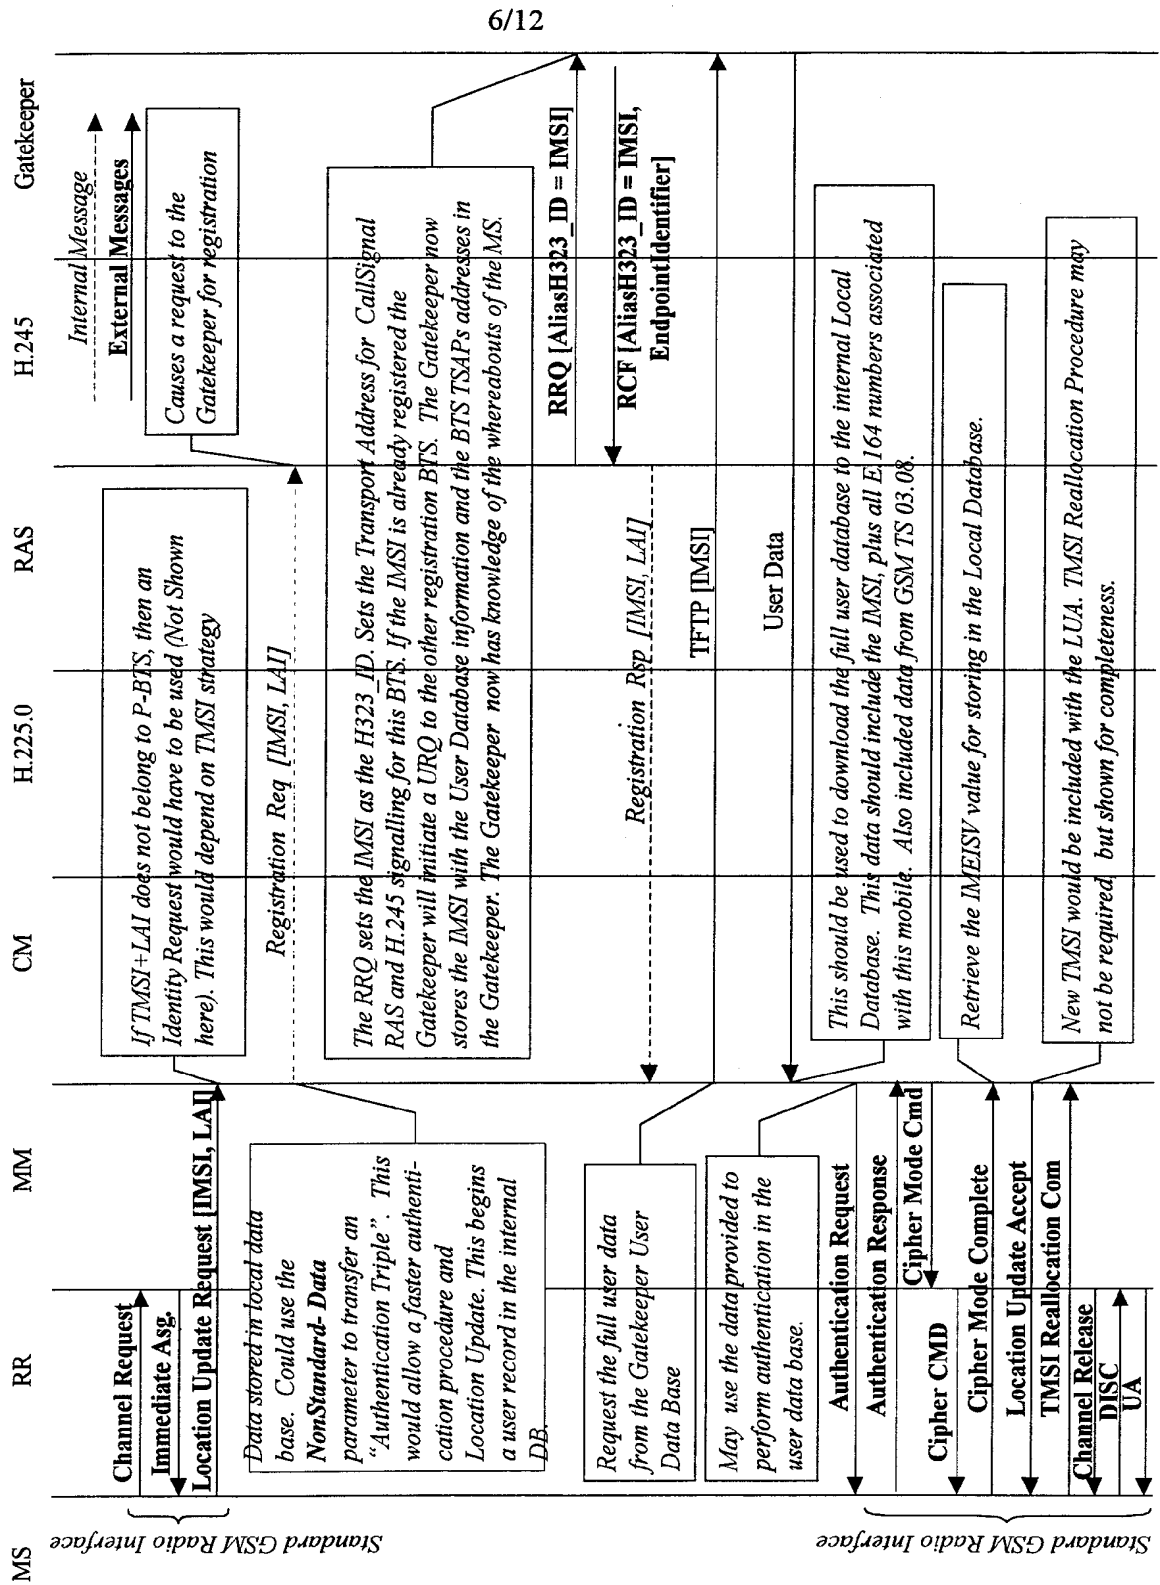 6/12
MS
RR
MM
CM
H.225.0
RAS
H.245
Gatekeeper
Internal Message
External Messages
Standard GSM Radio Interface
Channel Request
Immediate Asg.
Location Update Request [IMSI, LAI]
If TMSI+LAI does not belong to P-BTS, then an
Identity Request would have to be used (Not Shown
here). This would depend on TMSI strategy
Causes a request to the
Gatekeeper for registration
Registration Req [IMSI, LAI]
Data stored in local data
base. Could use the
NonStandard- Data
parameter to transfer an
“Authentication Triple”. This
would allow a faster authenti-
cation procedure and
Location Update. This begins
a user record in the internal
DB.
The RRQ sets the IMSI as the H323_ID. Sets the Transport Address for CallSignal
RAS and H.245 signalling for this BTS. If the IMSI is already registered the
Gatekeeper will initiate a URQ to the other registration BTS. The Gatekeeper now
stores the IMSI with the User Database information and the BTS TSAPs addresses in
the Gatekeeper. The Gatekeeper now has knowledge of the whereabouts of the MS.
RRQ [AliasH323_ID = IMSI]
RCF [AliasH323_ID = IMSI,
EndpointIdentifier]
Registration Rsp [IMSI, LAI]
Request the full user data
from the Gatekeeper User
Data Base
TFTP [IMSI]
User Data
May use the data provided to
perform authentication in the
user data base.
This should be used to download the full user database to the internal Local
Database. This data should include the IMSI, plus all E.164 numbers associated
with this mobile. Also included data from GSM TS 03.08.
Authentication Request
Authentication Response
Cipher Mode Cmd
Cipher CMD
Retrieve the IMEISV value for storing in the Local Database.
Cipher Mode Complete
Location Update Accept
New TMSI would be included with the LUA. TMSI Reallocation Procedure may
not be required, but shown for completeness.
TMSI Reallocation Com
Channel Release
DISC
UA
Standard GSM Radio Interface